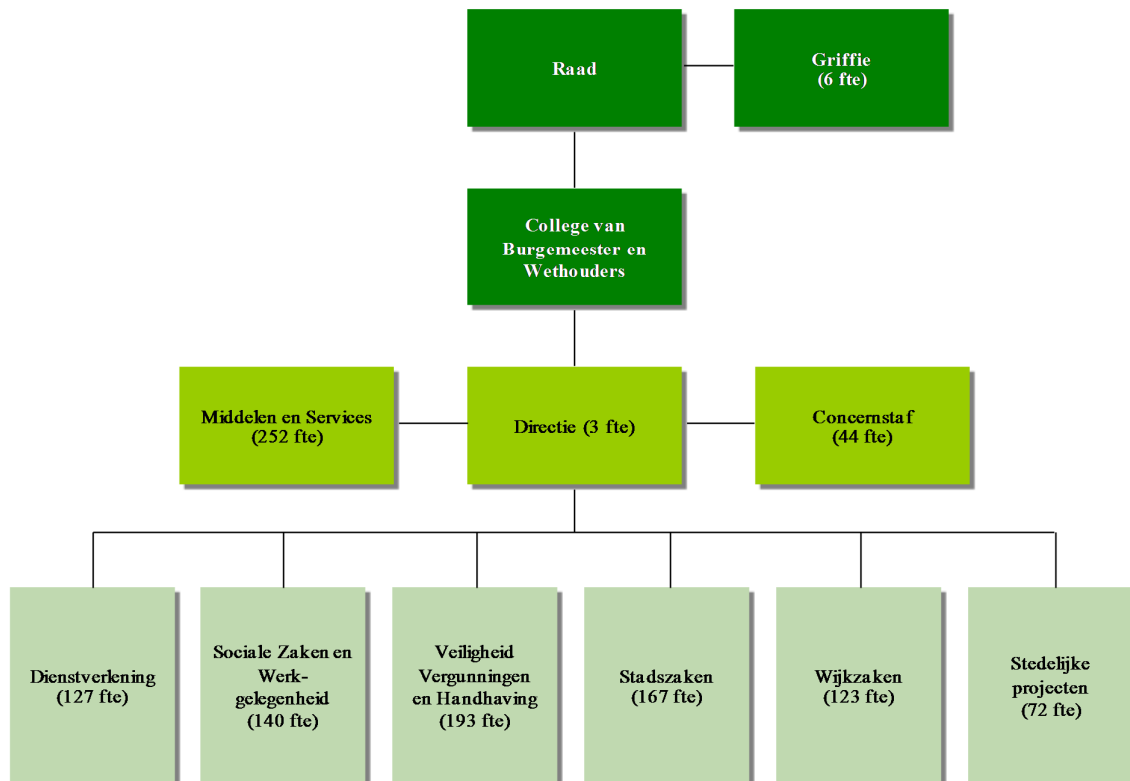 Raad
Griffie
(6 fte)
College van
Burgemeester en
Wethouders
Middelen en Services
(252 fte)
Directie (3 fte)
Concernstaf
(44 fte)
Dienstverlening
(127 fte)
Sociale Zaken en
Werk-
gelegenheid
(140 fte)
Veiligheid
Vergunningen
en Handhaving
(193 fte)
Stadszaken
(167 fte)
Wijkzaken
(123 fte)
Stedelijke
projecten
(72 fte)